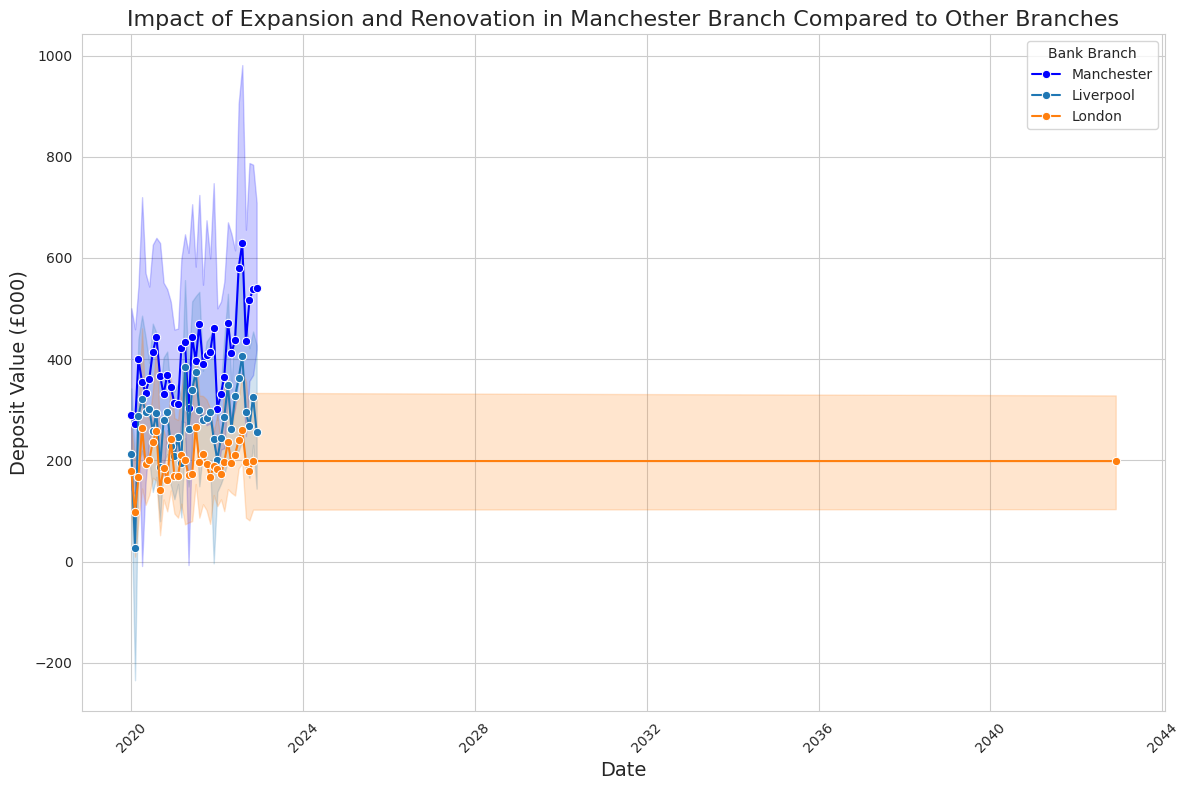 Impact of Expansion and Renovation in Manchester Branch Compared to Other Branches
Bank Branch
Manchester
Liverpool
London
Deposit Value (£000)
1000
800
600
400
200
0
−200
2020
2024
2028
2032
2036
2040
2044
Date